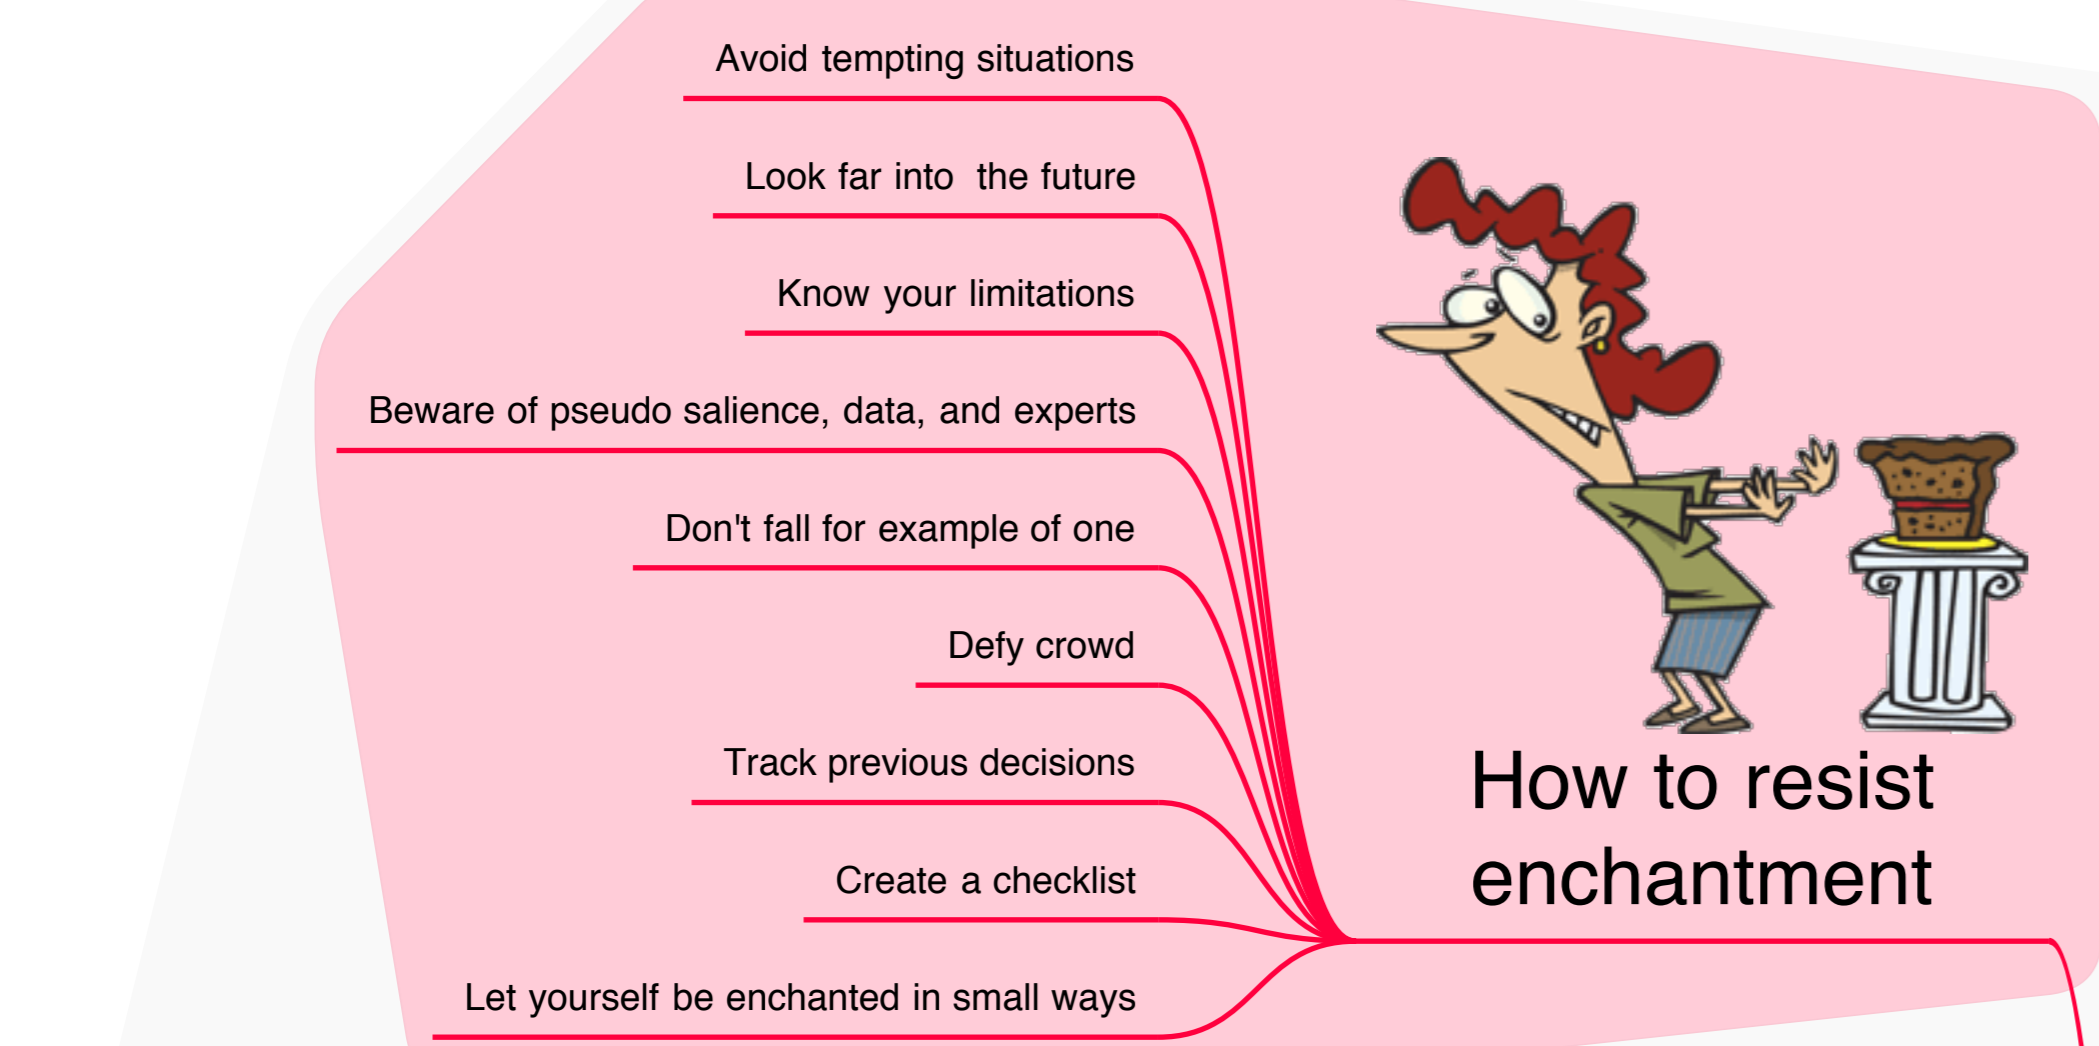 Avoid tempting situations
Look far into  the future
Know your limitations
Beware of pseudo salience, data, and experts
Don't fall for example of one
Defy crowd
Track previous decisions
Create a checklist
Let yourself be enchanted in small ways
How to resist
enchantment